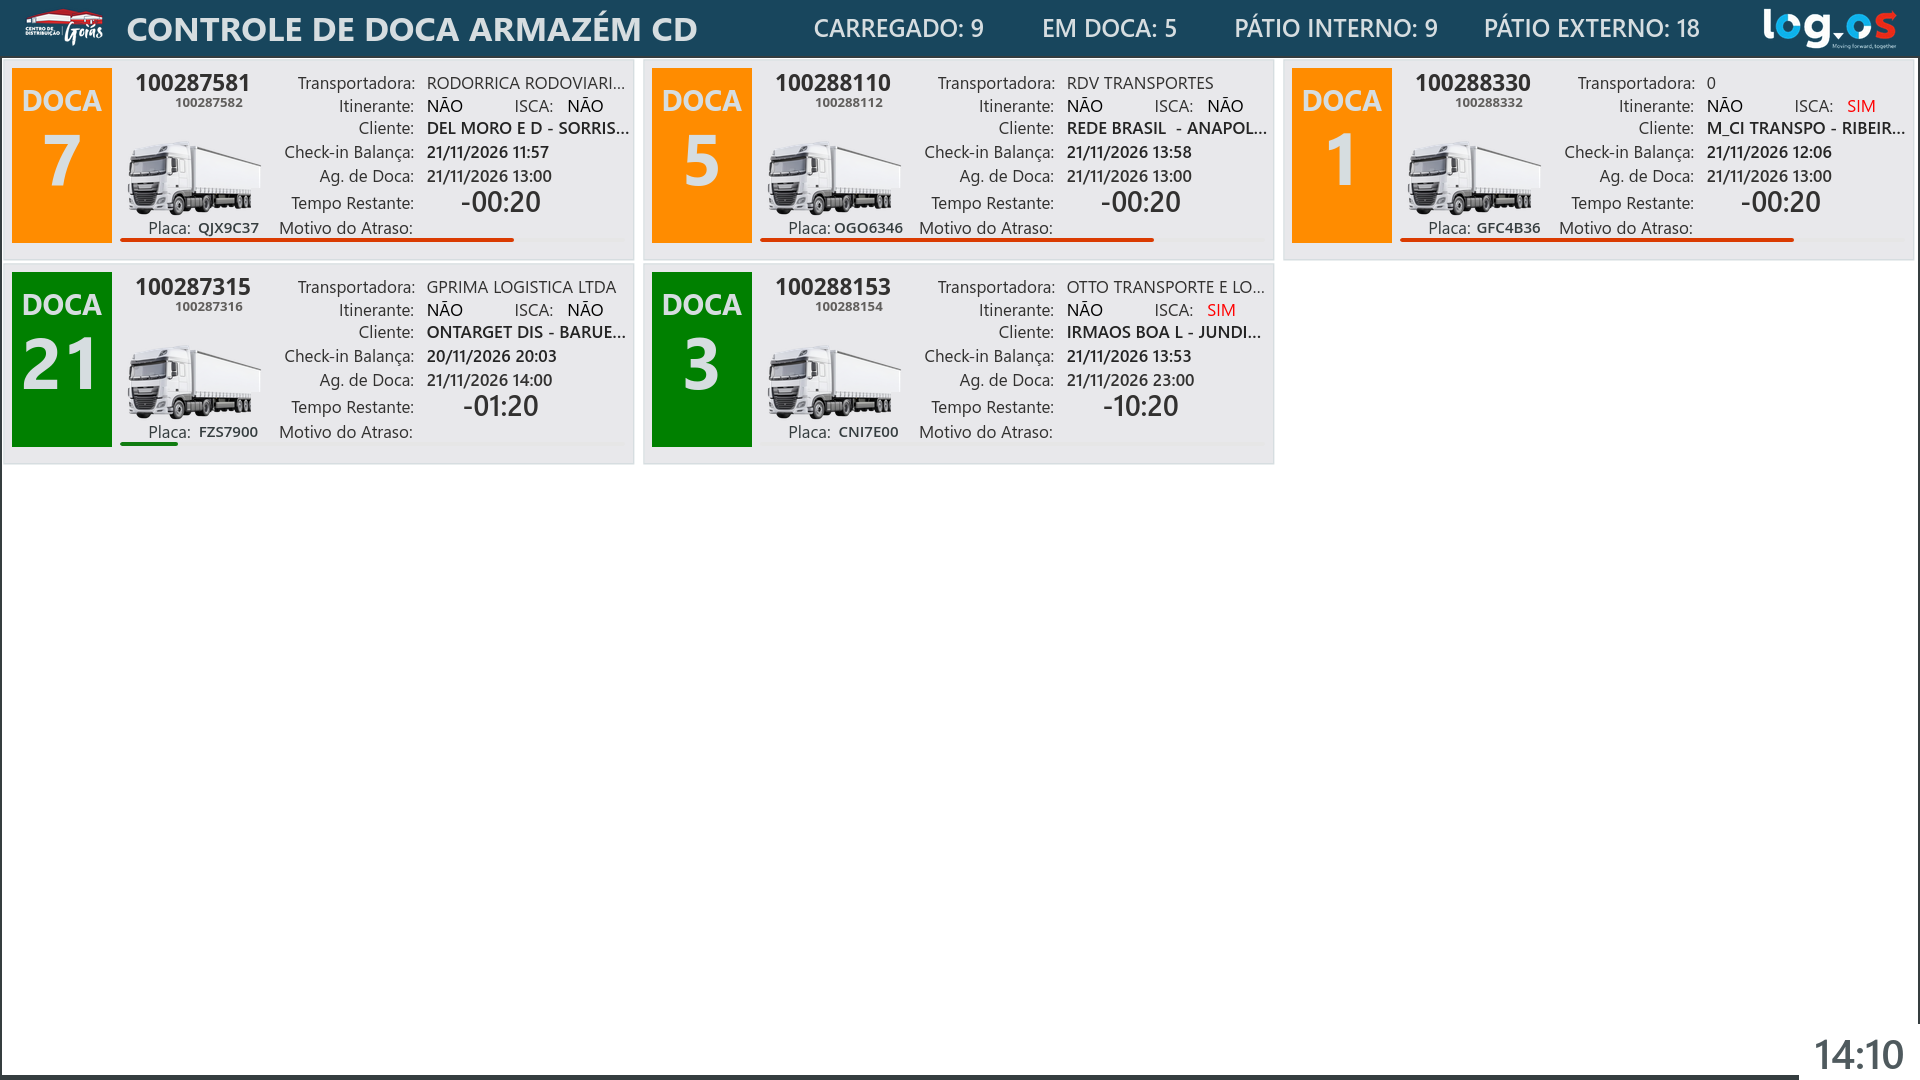 CENTRO DE DISTRIBUIÇÃO Goiás
CONTROLE DE DOCA ARMAZÉM CD
CARREGADO: 9
EM DOCA: 5
PÁTIO INTERNO: 9
PÁTIO EXTERNO: 18
log.os
Moving forward, together
DOCA
7
100287581
100287582
Placa: QJX9C37
Transportadora: RODORRICA RODOVIARI...
Itinerante: NÃO ISCA: NÃO
Cliente: DEL MORO E D - SORRIS...
Check-in Balança: 21/11/2026 11:57
Ag. de Doca: 21/11/2026 13:00
Tempo Restante: -00:20
Motivo do Atraso:
DOCA
5
100288110
100288112
Placa: OGO6346
Transportadora: RDV TRANSPORTES
Itinerante: NÃO ISCA: NÃO
Cliente: REDE BRASIL - ANAPOL...
Check-in Balança: 21/11/2026 13:58
Ag. de Doca: 21/11/2026 13:00
Tempo Restante: -00:20
Motivo do Atraso:
DOCA
1
100288330
100288332
Placa: GFC4B36
Transportadora: 0
Itinerante: NÃO ISCA: SIM
Cliente: M_CI TRANSPO - RIBEIR...
Check-in Balança: 21/11/2026 12:06
Ag. de Doca: 21/11/2026 13:00
Tempo Restante: -00:20
Motivo do Atraso:
DOCA
21
100287315
100287316
Placa: FZS7900
Transportadora: GPRIMA LOGISTICA LTDA
Itinerante: NÃO ISCA: NÃO
Cliente: ONTARGET DIS - BARUE...
Check-in Balança: 20/11/2026 20:03
Ag. de Doca: 21/11/2026 14:00
Tempo Restante: -01:20
Motivo do Atraso:
DOCA
3
100288153
100288154
Placa: CNI7E00
Transportadora: OTTO TRANSPORTE E LO...
Itinerante: NÃO ISCA: SIM
Cliente: IRMAOS BOA L - JUNDI...
Check-in Balança: 21/11/2026 13:53
Ag. de Doca: 21/11/2026 23:00
Tempo Restante: -10:20
Motivo do Atraso:
14:10